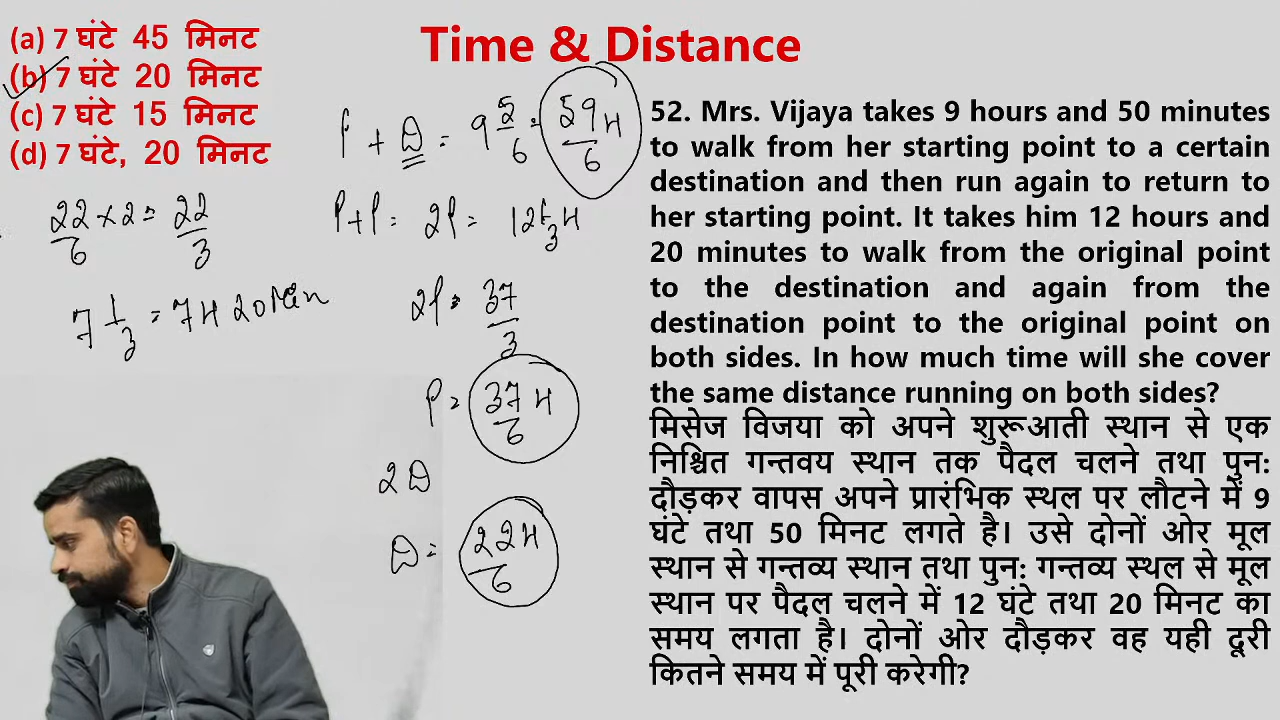 Time & Distance
(a) 7 घंटे 45 मिनट
(b) 7 घंटे 20 मिनट
(c) 7 घंटे 15 मिनट
(d) 7 घंटे, 20 मिनट
22/6 × 2 = 22/3
7 1/3 = 7H 20 Min
P + D = 9 5/6 = 59/6 H
P + P = 2P = 12 1/3 H
2P = 37/3
P = 37/6 H
2D
D = 22/6 H
52. Mrs. Vijaya takes 9 hours and 50 minutes
to walk from her starting point to a certain
destination and then run again to return to
her starting point. It takes him 12 hours and
20 minutes to walk from the original point
to the destination and again from the
destination point to the original point on
both sides. In how much time will she cover
the same distance running on both sides?
मिसेज विजया को अपने शुरूआती स्थान से एक
निश्चित गन्तवय स्थान तक पैदल चलने तथा पुन:
दौड़कर वापस अपने प्रारंभिक स्थल पर लौटने में 9
घंटे तथा 50 मिनट लगते है। उसे दोनों ओर मूल
स्थान से गन्तव्य स्थान तथा पुन: गन्तव्य स्थल से मूल
स्थान पर पैदल चलने में 12 घंटे तथा 20 मिनट का
समय लगता है। दोनों ओर दौड़कर वह यही दूरी
कितने समय में पूरी करेगी?